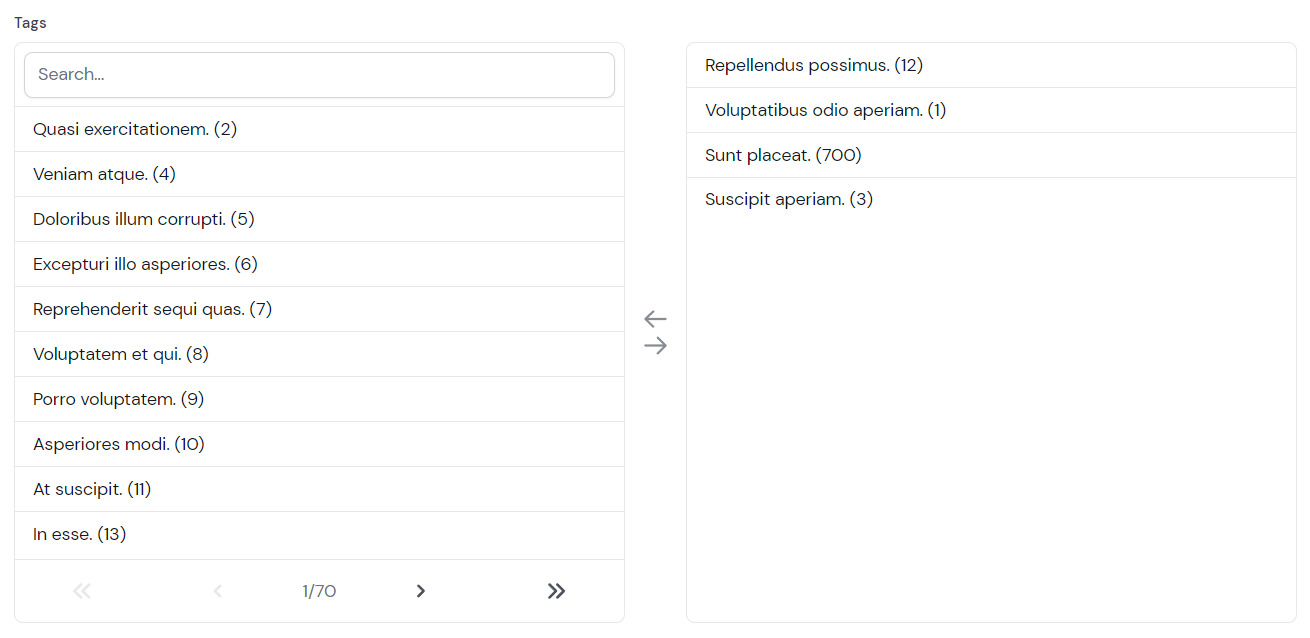 Tags
Search...
Quasi exercitationem. (2)
Veniam atque. (4)
Doloribus illum corrupti. (5)
Excepturi illo asperiores. (6)
Reprehenderit sequi quas. (7)
Voluptatem et qui. (8)
Porro voluptatem. (9)
Asperiores modi. (10)
At suscipit. (11)
In esse. (13)
1/70
Repellendus possimus. (12)
Voluptatibus odio aperiam. (1)
Sunt placeat. (700)
Suscipit aperiam. (3)